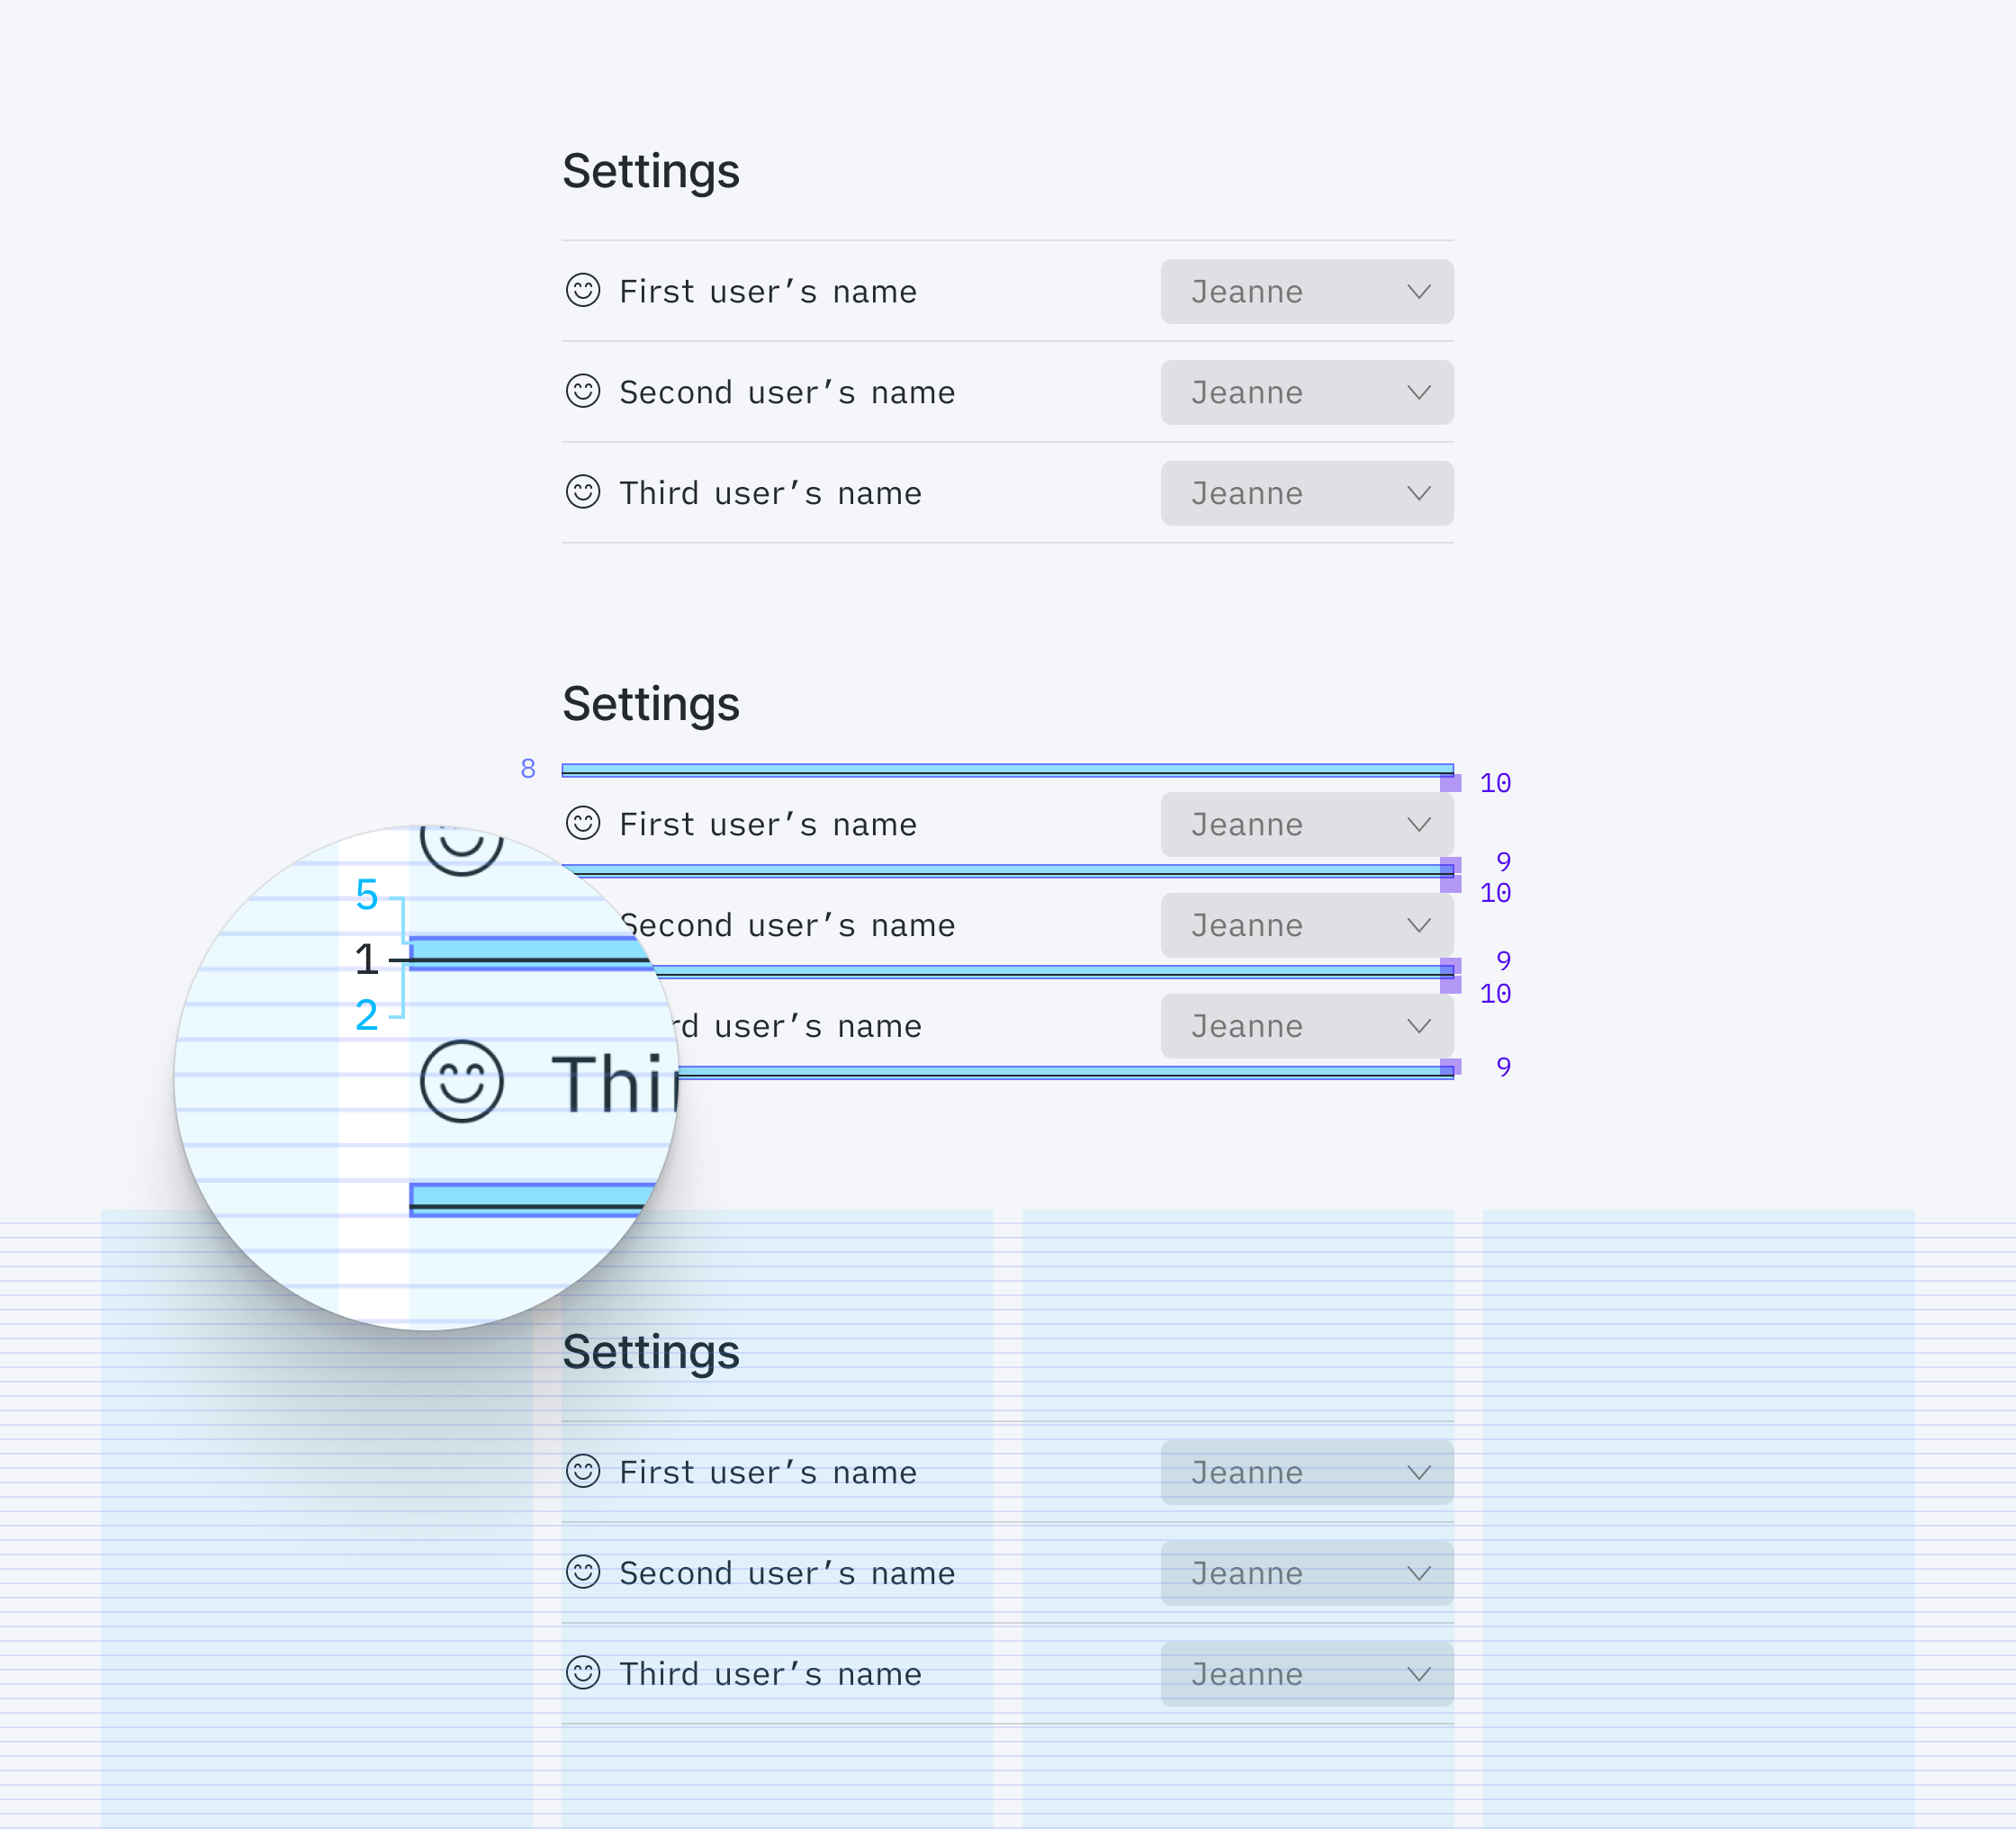 Settings
First user’s name Jeanne
Second user’s name Jeanne
Third user’s name Jeanne
Settings
8
10
First user’s name Jeanne
9
10
Second user’s name Jeanne
9
10
rd user’s name Jeanne
9
5
1
2
Thir
Settings
First user’s name Jeanne
Second user’s name Jeanne
Third user’s name Jeanne